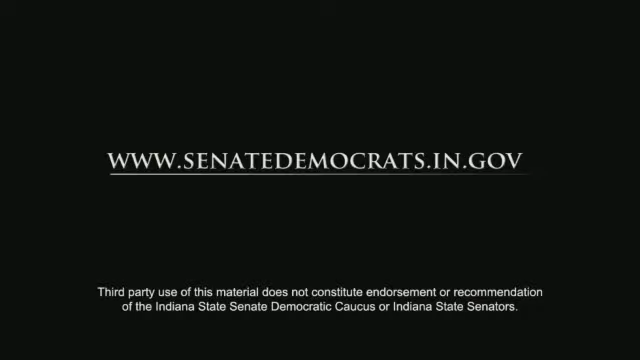 WWW.SENATEDEMOCRATS.IN.GOV
Third party use of this material does not constitute endorsement or recommendation
of the Indiana State Senate Democratic Caucus or Indiana State Senators.